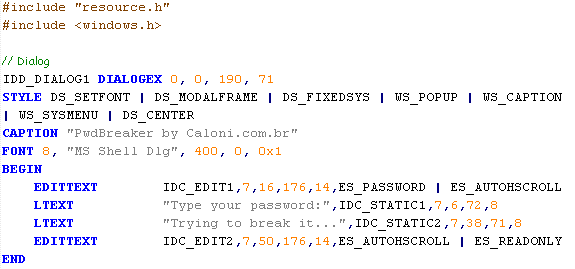 #include "resource.h"
#include <windows.h>
// Dialog
IDD_DIALOG1 DIALOGEX 0, 0, 190, 71
STYLE DS_SETFONT | DS_MODALFRAME | DS_FIXEDSYS | WS_POPUP | WS_CAPTION
| WS_SYSMENU | DS_CENTER
CAPTION "PwdBreaker by Caloni.com.br"
FONT 8, "MS Shell Dlg", 400, 0, 0x1
BEGIN
    EDITTEXT        IDC_EDIT1,7,16,176,14,ES_PASSWORD | ES_AUTOHSCROLL
    LTEXT           "Type your password:",IDC_STATIC1,7,6,72,8
    LTEXT           "Trying to break it...",IDC_STATIC2,7,38,71,8
    EDITTEXT        IDC_EDIT2,7,50,176,14,ES_AUTOHSCROLL | ES_READONLY
END